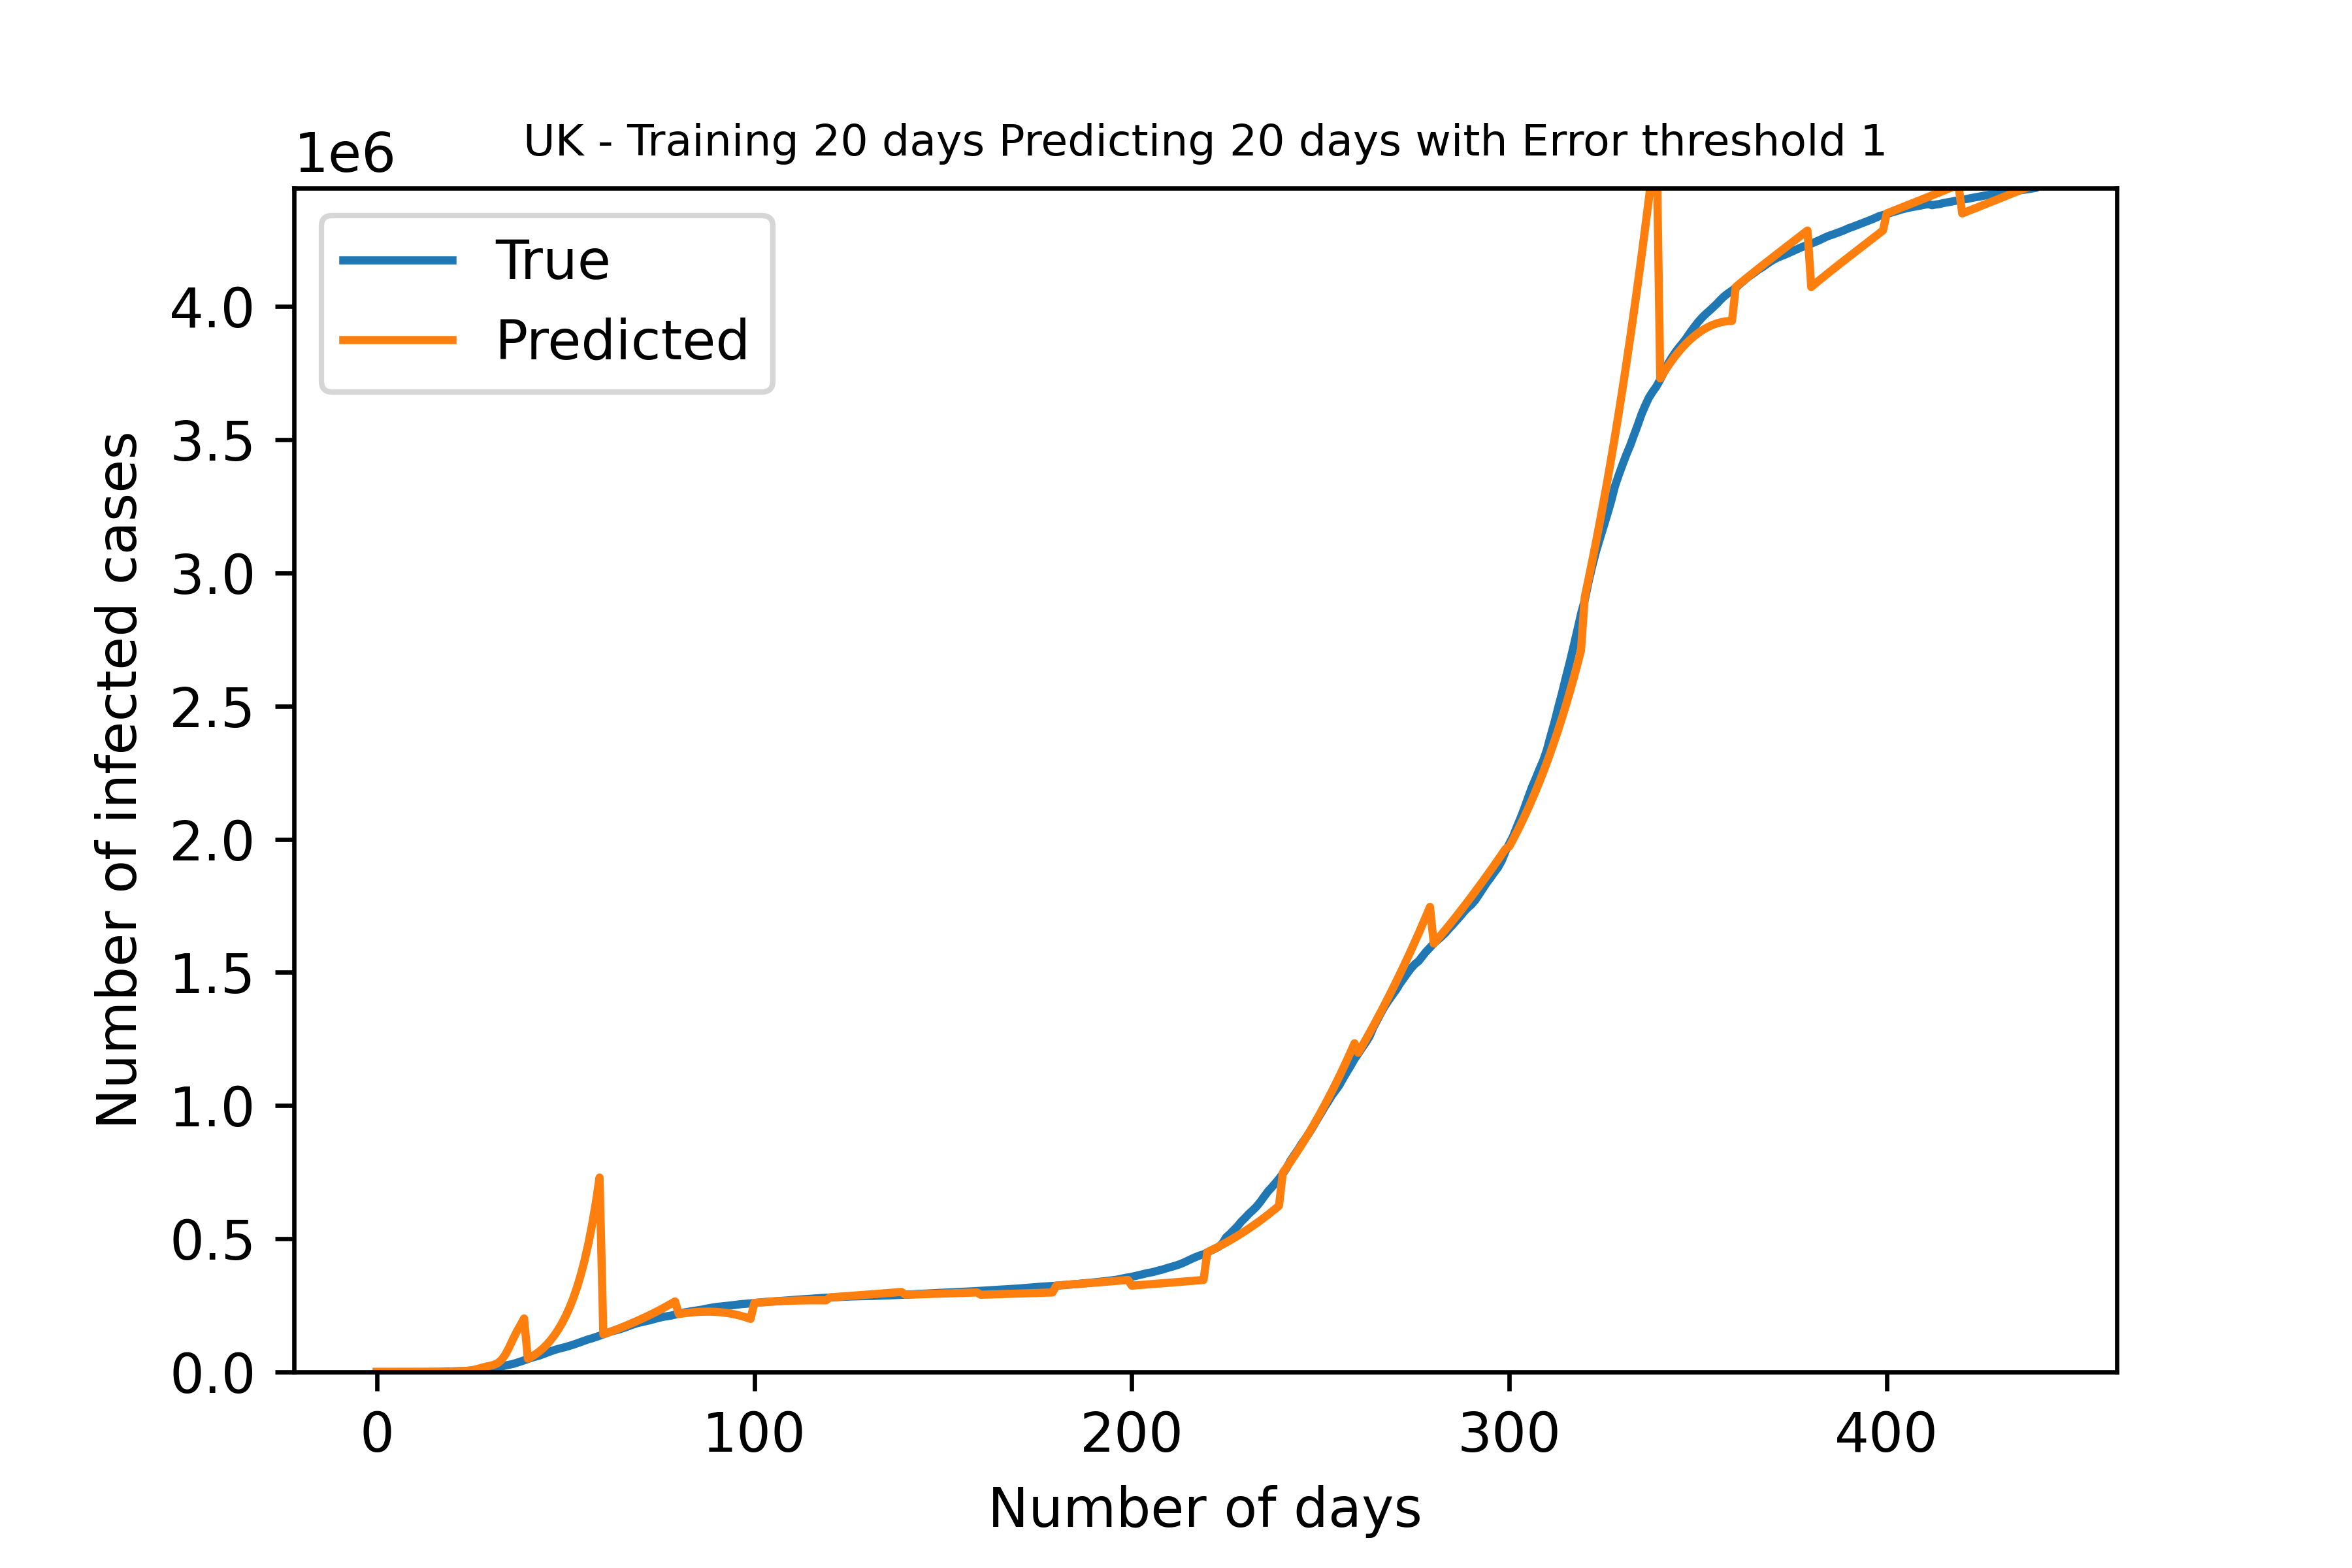 UK - Training 20 days Predicting 20 days with Error threshold 1
1e6
True
Predicted
4.0
3.5
3.0
2.5
2.0
1.5
1.0
0.5
0.0
Number of infected cases
0 100 200 300 400
Number of days